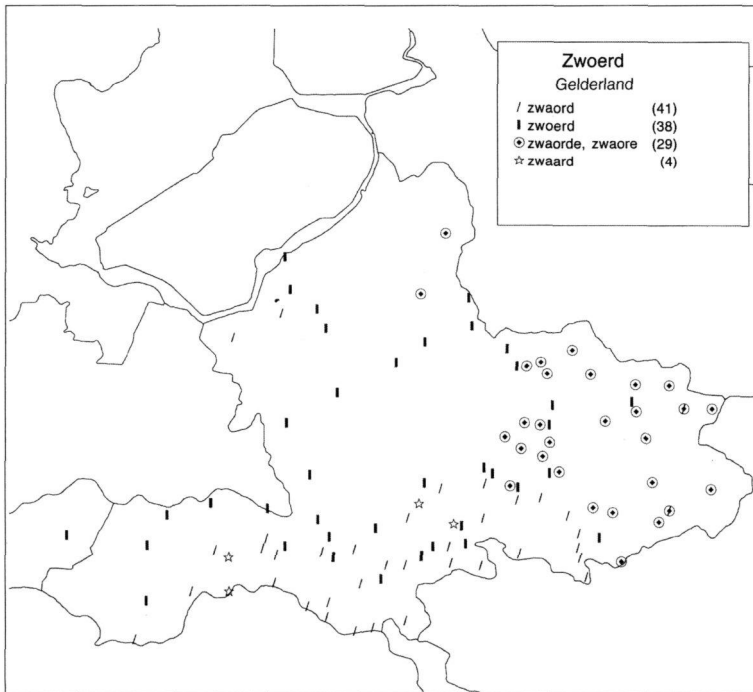 Zwoerd
Gelderland
zwaord (41)
zwoerd (38)
zwaorde, zwaore (29)
zwaard (4)